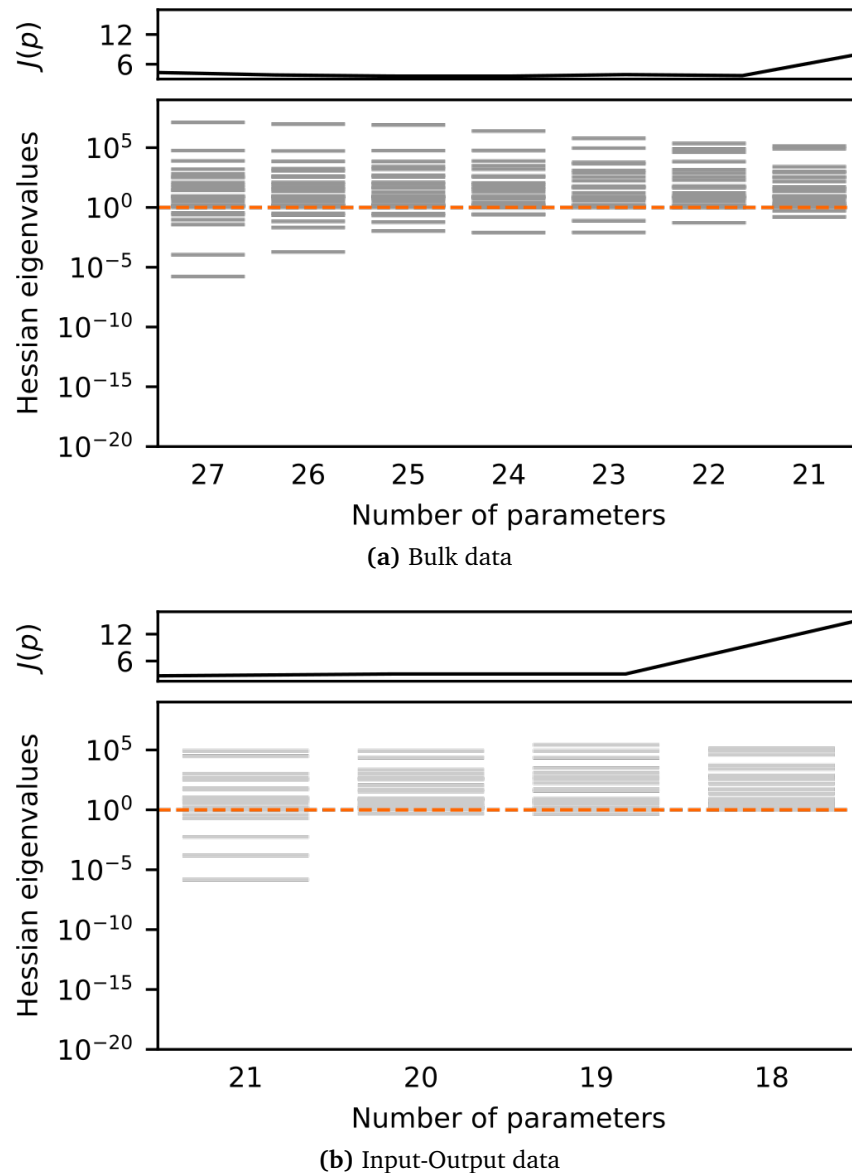 J(p)
12
6
Hessian eigenvalues
10^5
10^0
10^-5
10^-10
10^-15
10^-20
27 26 25 24 23 22 21
Number of parameters
(a) Bulk data
J(p)
12
6
Hessian eigenvalues
10^5
10^0
10^-5
10^-10
10^-15
10^-20
21 20 19 18
Number of parameters
(b) Input-Output data